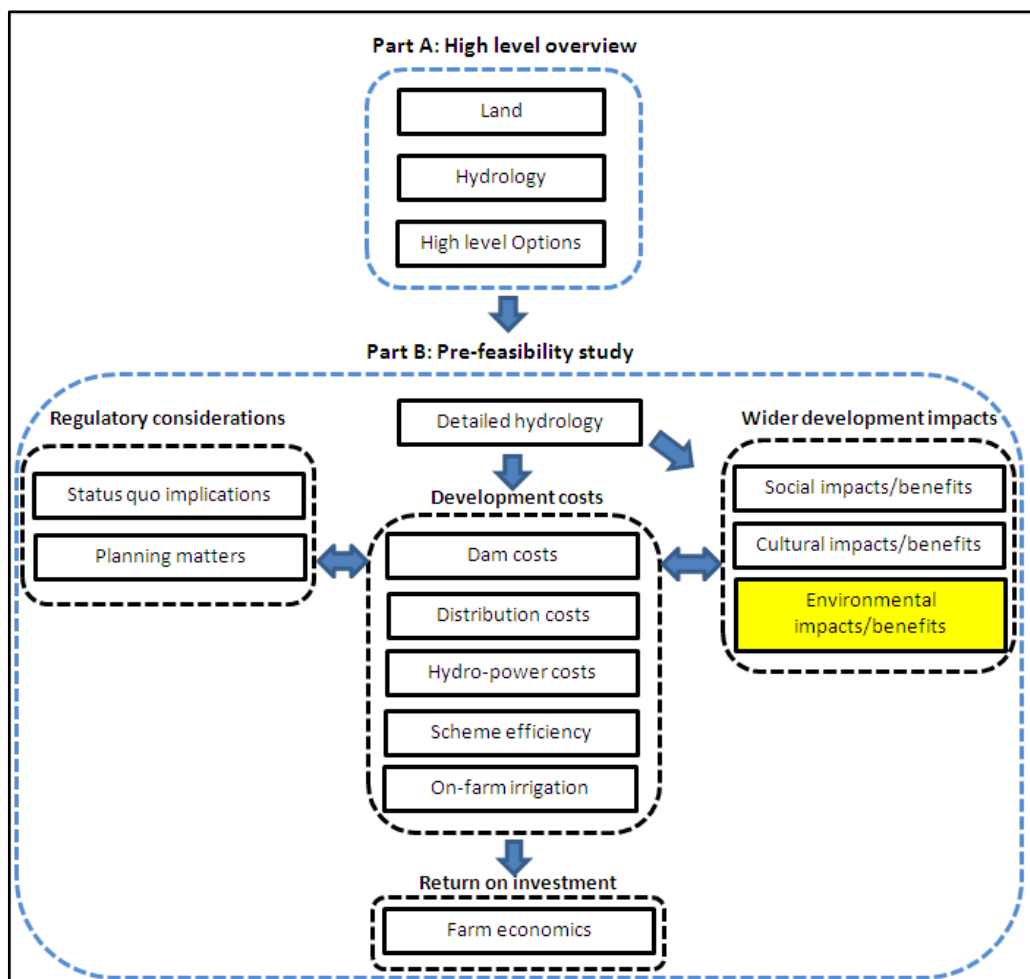 Part A: High level overview
Land
Hydrology
High level Options
Part B: Pre-feasibility study
Regulatory considerations
Status quo implications
Planning matters
Detailed hydrology
Development costs
Dam costs
Distribution costs
Hydro-power costs
Scheme efficiency
On-farm irrigation
Wider development impacts
Social impacts/benefits
Cultural impacts/benefits
Environmental
impacts/benefits
Return on investment
Farm economics